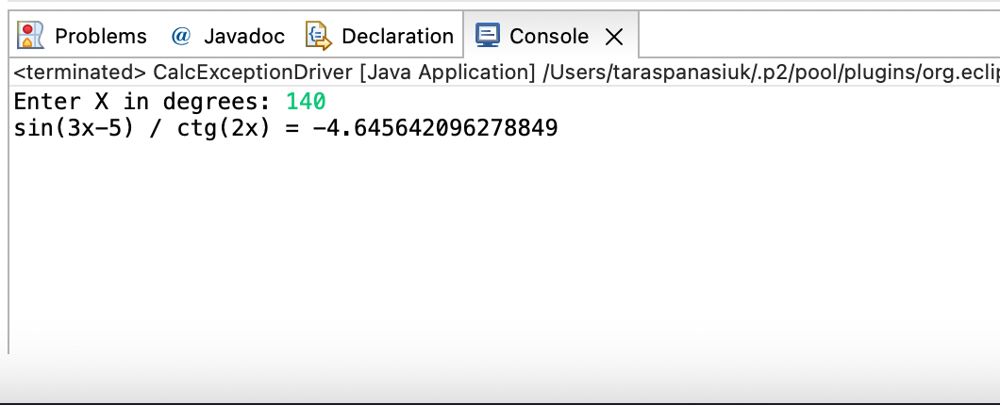 Problems @ Javadoc Declaration Console
<terminated> CalcExceptionDriver [Java Application] /Users/taraspanasiuk/.p2/pool/plugins/org.eclip
Enter X in degrees: 140
sin(3x-5) / ctg(2x) = -4.645642096278849